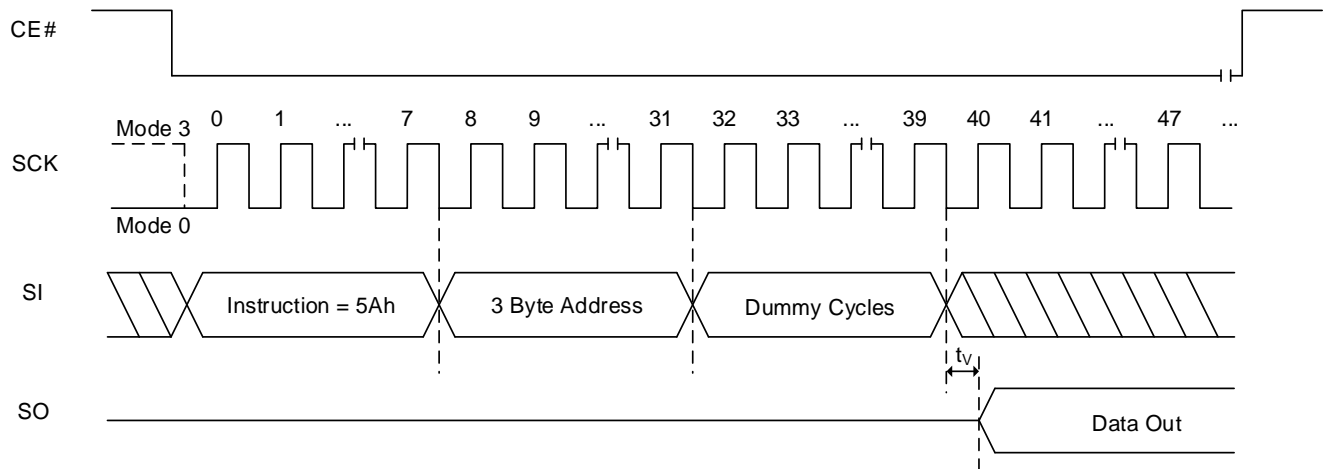 CE#
Mode 3
0 1 ... 7 8 9 ... 31 32 33 ... 39 40 41 ... 47 ...
SCK
Mode 0
SI
Instruction = 5Ah
3 Byte Address
Dummy Cycles
tV
SO
Data Out